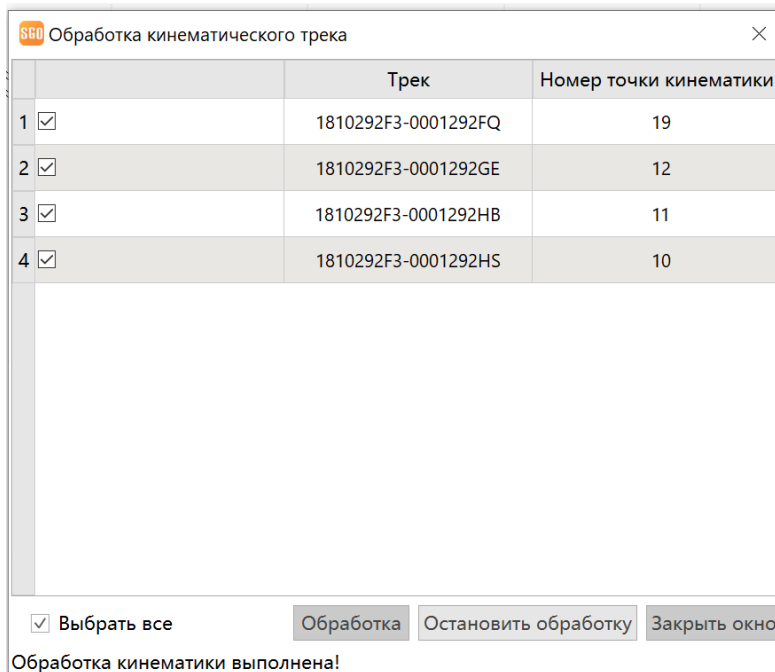 SGO Обработка кинематического трека
Трек Номер точки кинематики
1 1810292F3-0001292FQ 19
2 1810292F3-0001292GE 12
3 1810292F3-0001292HB 11
4 1810292F3-0001292HS 10
Выбрать все Обработка Остановить обработку Закрыть окно
Обработка кинематики выполнена!